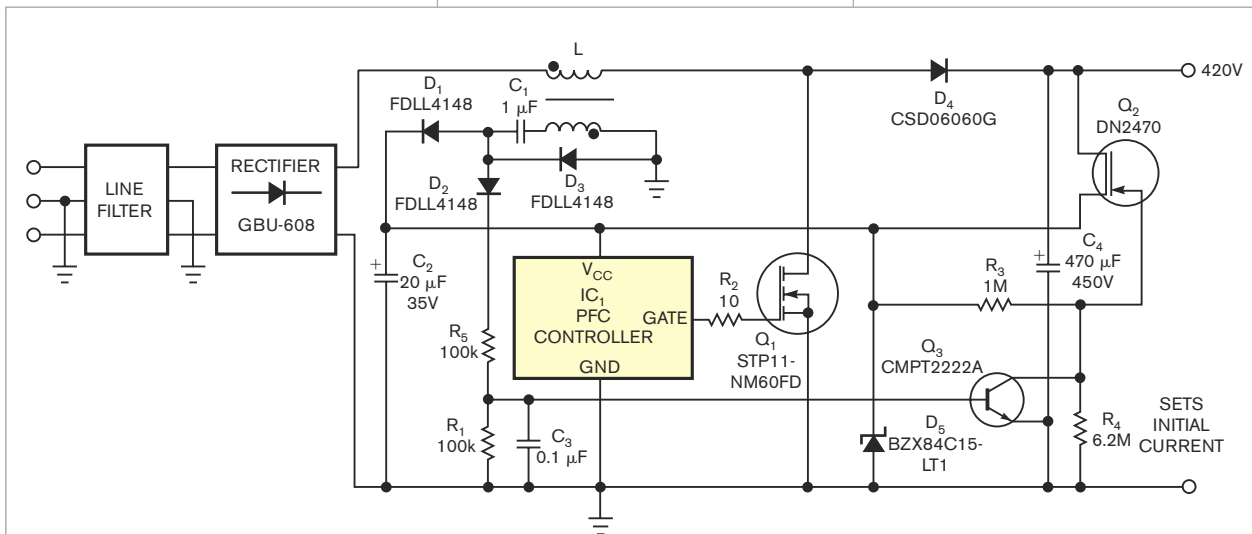 L
D1
FDLL4148
C1
1 μF
420V
D4
CSD06060G
Q2
DN2470
LINE
FILTER
RECTIFIER
GBU-608
D2
FDLL4148
D3
FDLL4148
+
C2
20 μF
35V
VCC
IC1
PFC
CONTROLLER
GATE
GND
R2
10
Q1
STP11-
NM60FD
R3
1M
+
C4
470 μF
450V
R5
100k
Q3
CMPT2222A
R1
100k
C3
0.1 μF
D5
BZX84C15-
LT1
R4
6.2M
SETS
INITIAL
CURRENT